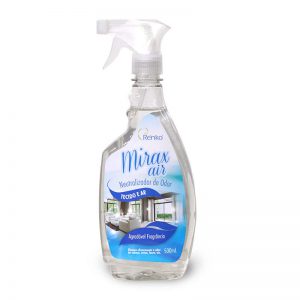 Renko
Mirax
air
Neutralizador de Odor
TECIDO E AR
Agradável Fragrância
500mL